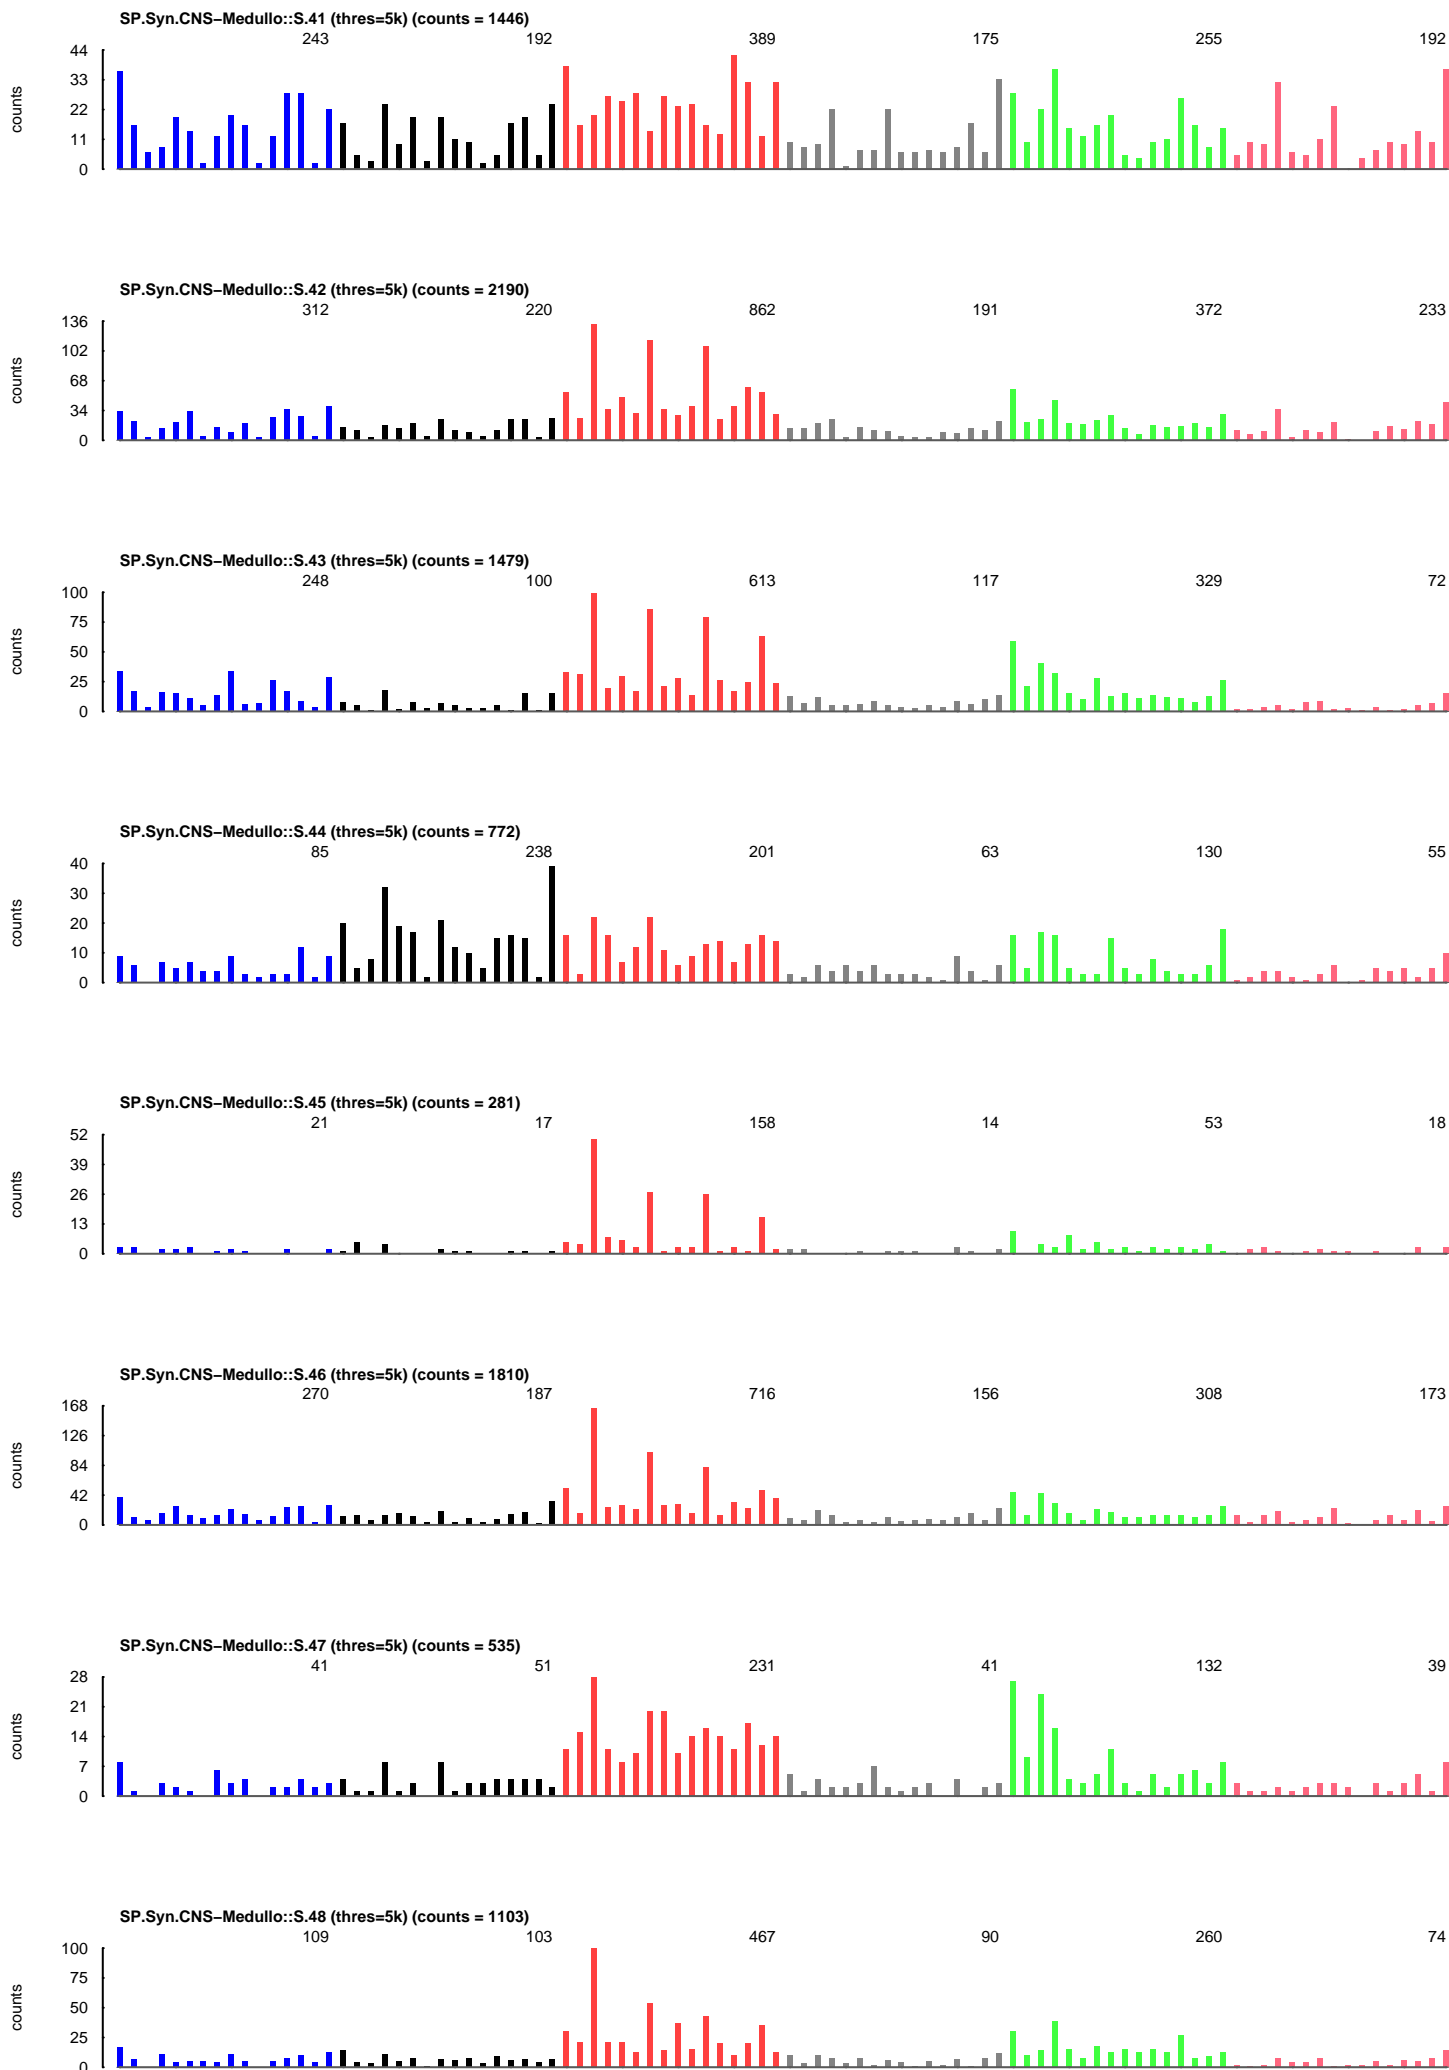 SP.Syn.CNS−Medullo::S.41 (thres=5k) (counts = 1446)
243 192 389 175 255 192
44
33
22
11
0
counts
SP.Syn.CNS−Medullo::S.42 (thres=5k) (counts = 2190)
312 220 862 191 372 233
136
102
68
34
0
counts
SP.Syn.CNS−Medullo::S.43 (thres=5k) (counts = 1479)
248 100 613 117 329 72
100
75
50
25
0
counts
SP.Syn.CNS−Medullo::S.44 (thres=5k) (counts = 772)
85 238 201 63 130 55
40
30
20
10
0
counts
SP.Syn.CNS−Medullo::S.45 (thres=5k) (counts = 281)
21 17 158 14 53 18
52
39
26
13
0
counts
SP.Syn.CNS−Medullo::S.46 (thres=5k) (counts = 1810)
270 187 716 156 308 173
168
126
84
42
0
counts
SP.Syn.CNS−Medullo::S.47 (thres=5k) (counts = 535)
41 51 231 41 132 39
28
21
14
7
0
counts
SP.Syn.CNS−Medullo::S.48 (thres=5k) (counts = 1103)
109 103 467 90 260 74
100
75
50
25
0
counts